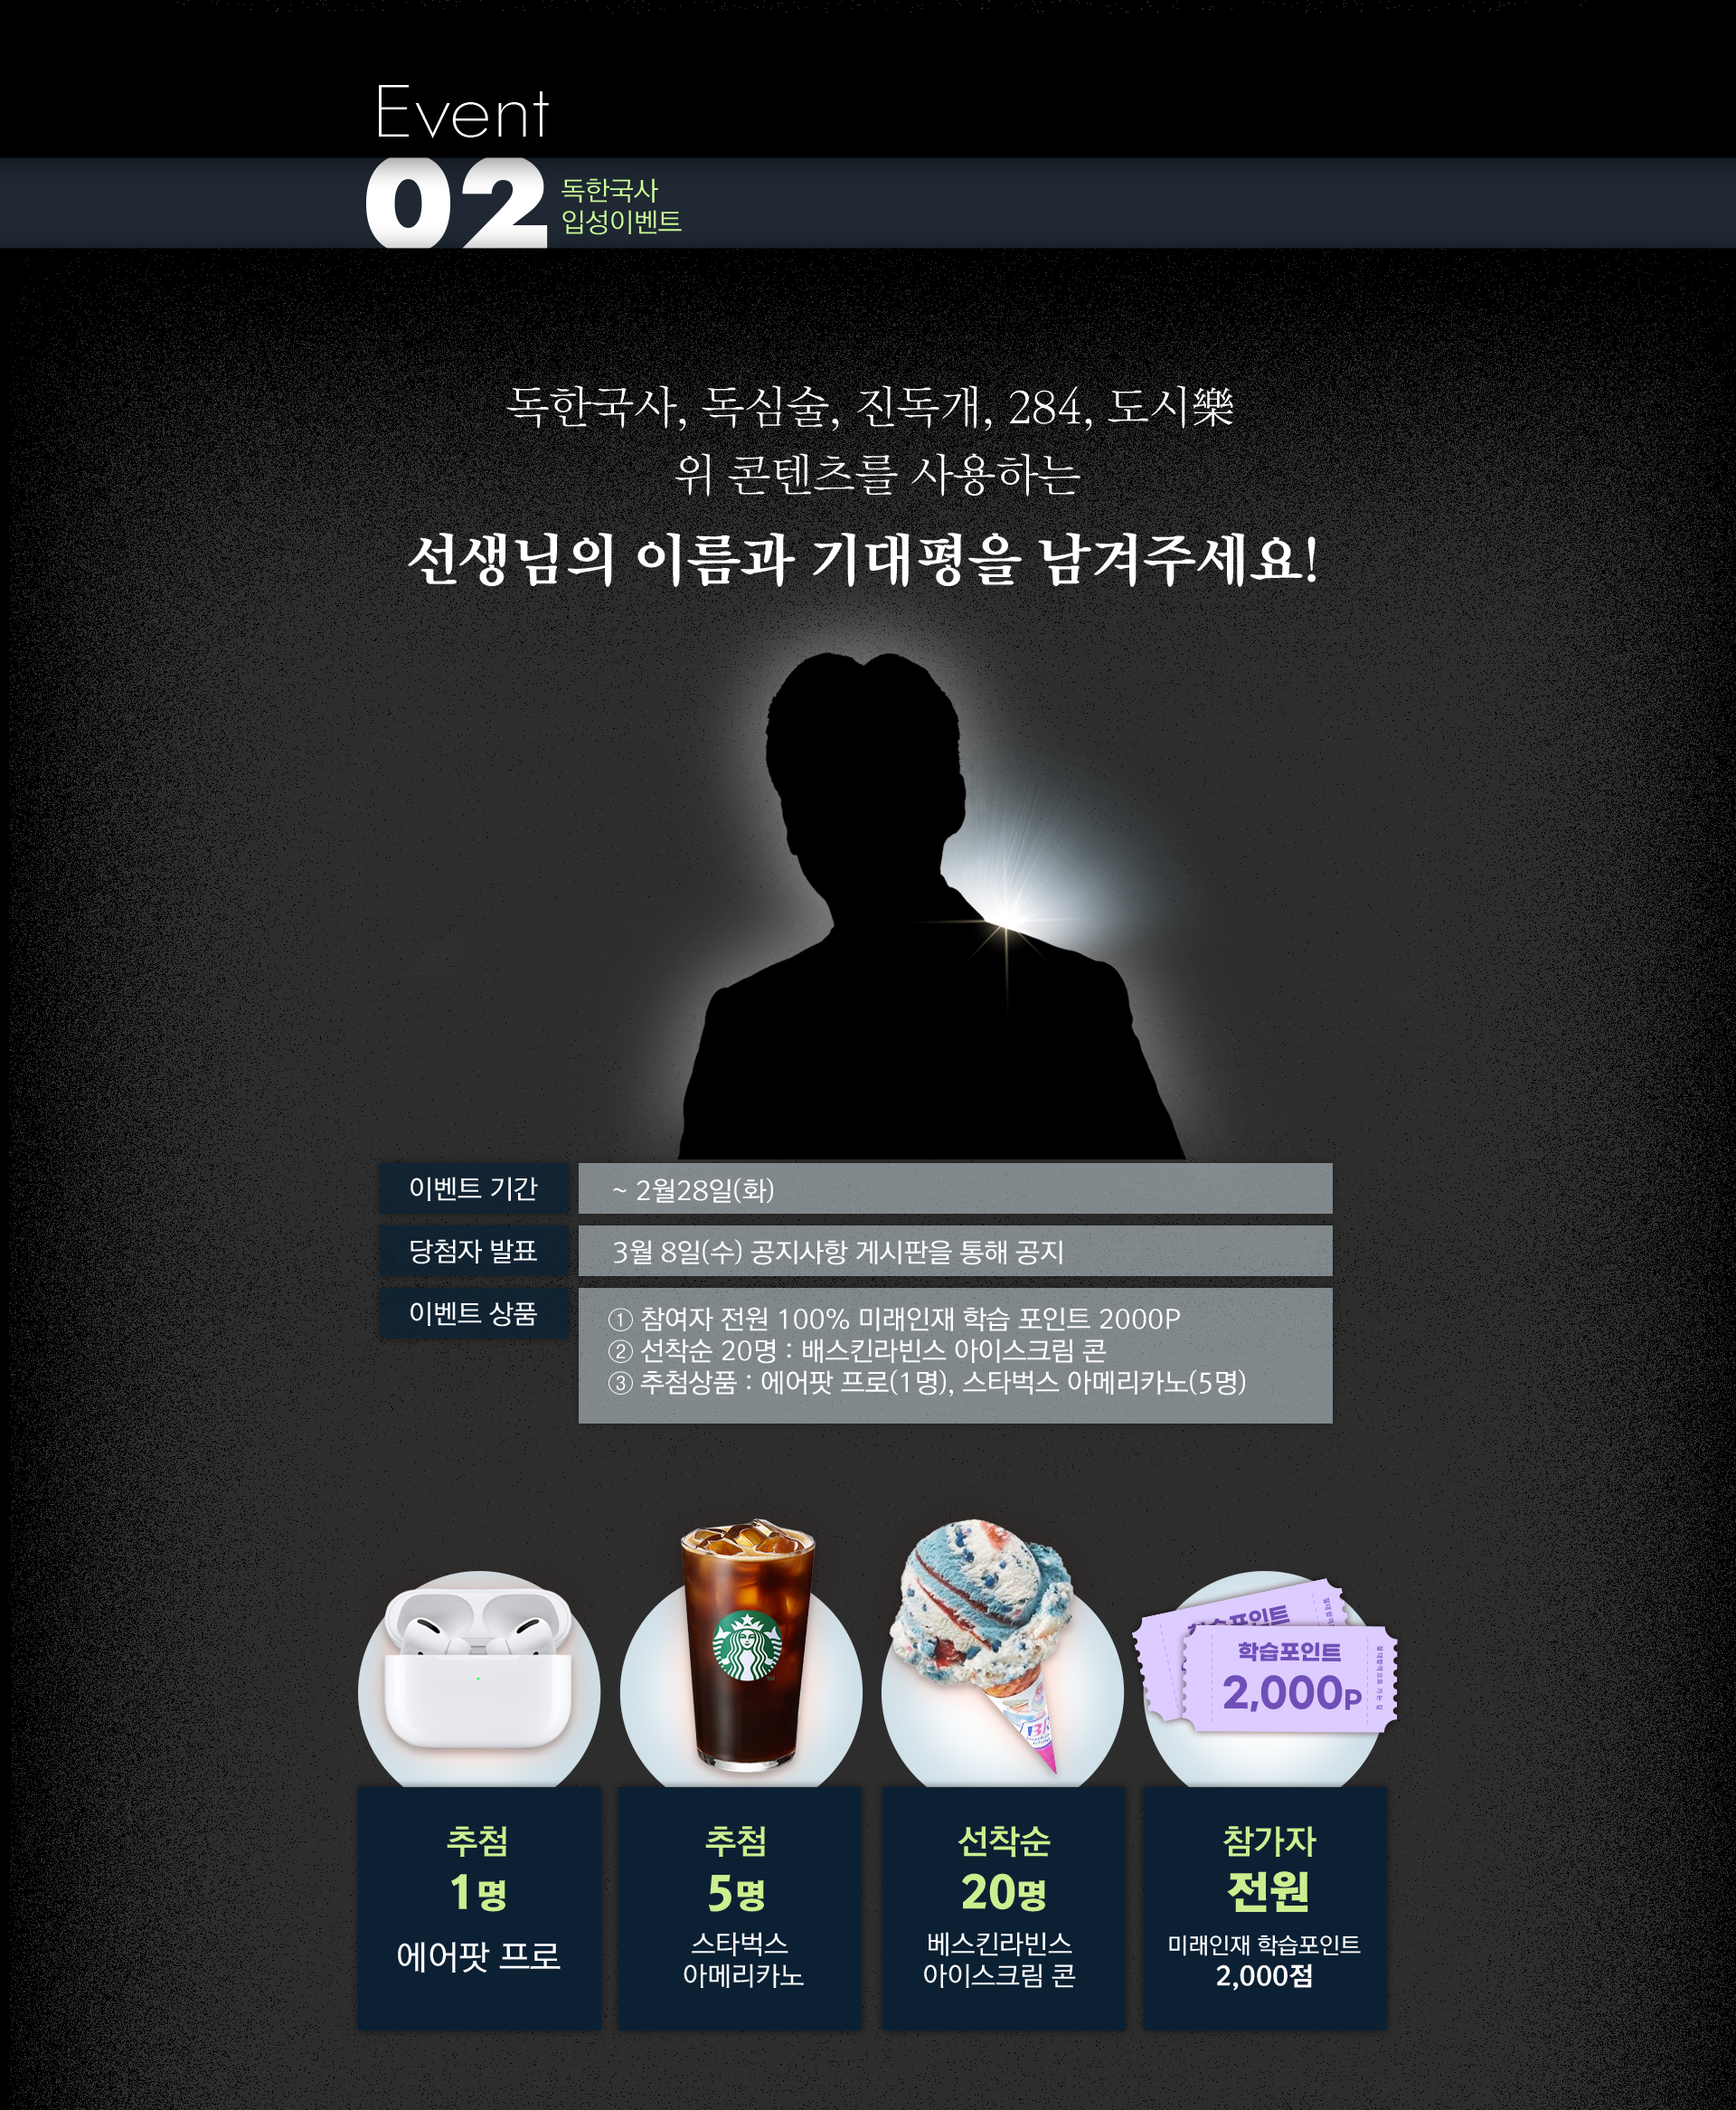 Event
02
독한국사
입성이벤트
독한국사, 독심술, 진독개, 284, 도시樂
위 콘텐츠를 사용하는
선생님의 이름과 기대평을 남겨주세요!
이벤트 기간
~ 2월28일(화)
당첨자 발표
3월 8일(수) 공지사항 게시판을 통해 공지
이벤트 상품
① 참여자 전원 100% 미래인재 학습 포인트 2000P
② 선착순 20명 : 배스킨라빈스 아이스크림 콘
③ 추첨상품 : 에어팟 프로(1명), 스타벅스 아메리카노(5명)
학습포인트
2,000P
추첨
1명
에어팟 프로
추첨
5명
스타벅스
아메리카노
선착순
20명
베스킨라빈스
아이스크림 콘
참가자
전원
미래인재 학습포인트
2,000점